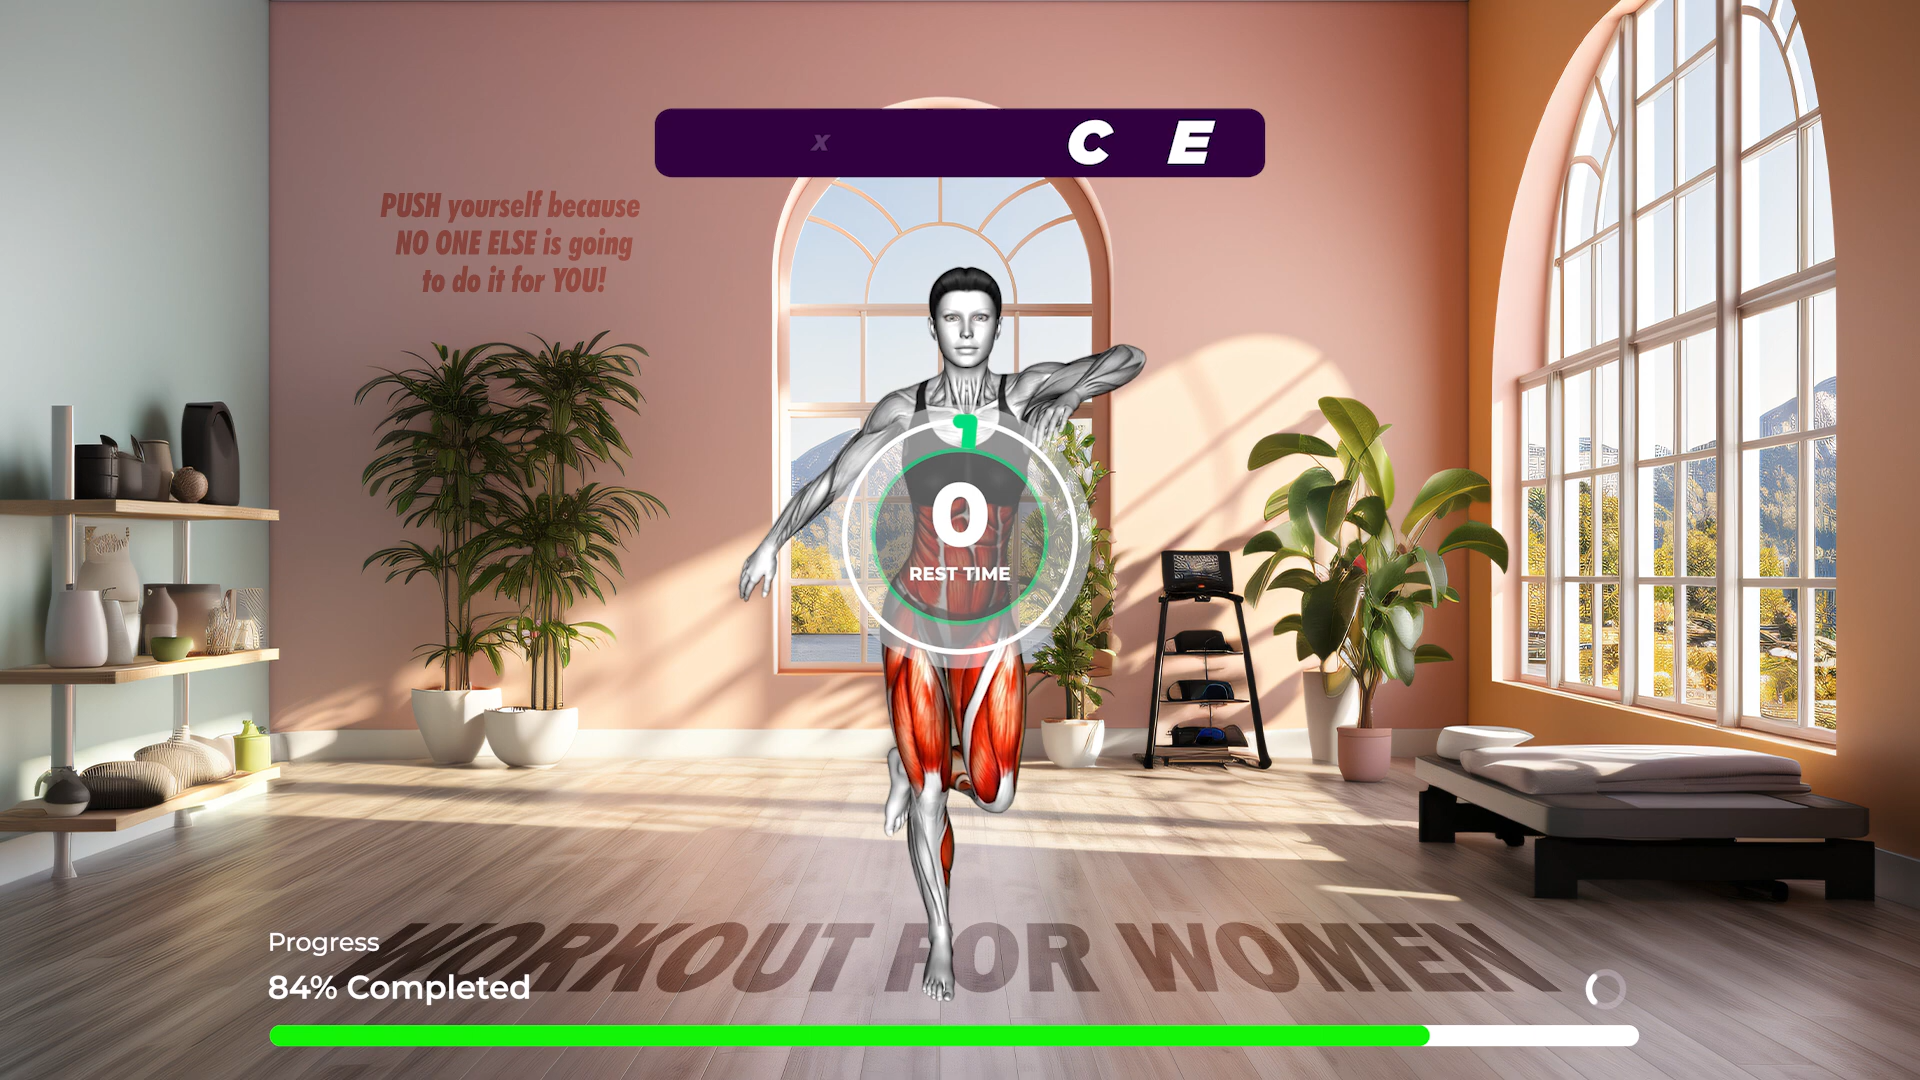 x C E
PUSH yourself because
NO ONE ELSE is going
to do it for YOU!
1
0
REST TIME
WORKOUT FOR WOMEN
Progress
84% Completed